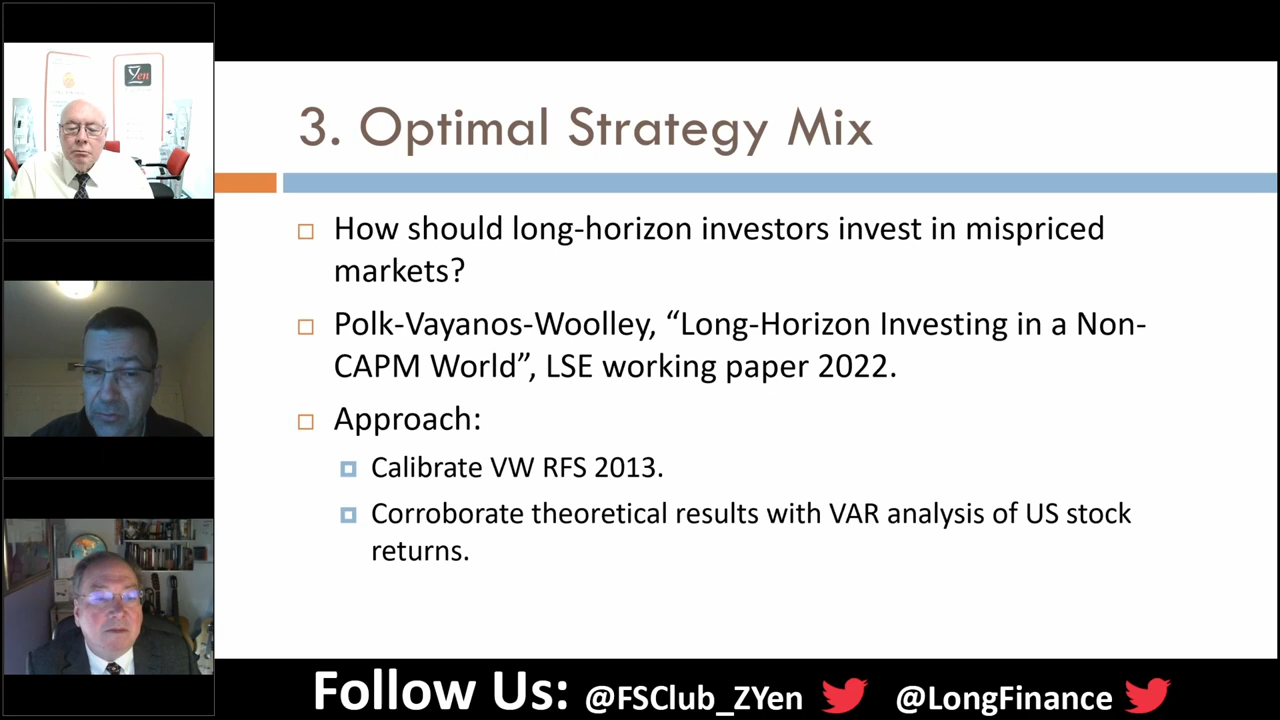 Yen
3. Optimal Strategy Mix
How should long-horizon investors invest in mispriced
markets?
Polk-Vayanos-Woolley, “Long-Horizon Investing in a Non-
CAPM World”, LSE working paper 2022.
Approach:
Calibrate VW RFS 2013.
Corroborate theoretical results with VAR analysis of US stock
returns.
Follow Us: @FSClub_ZYen @LongFinance